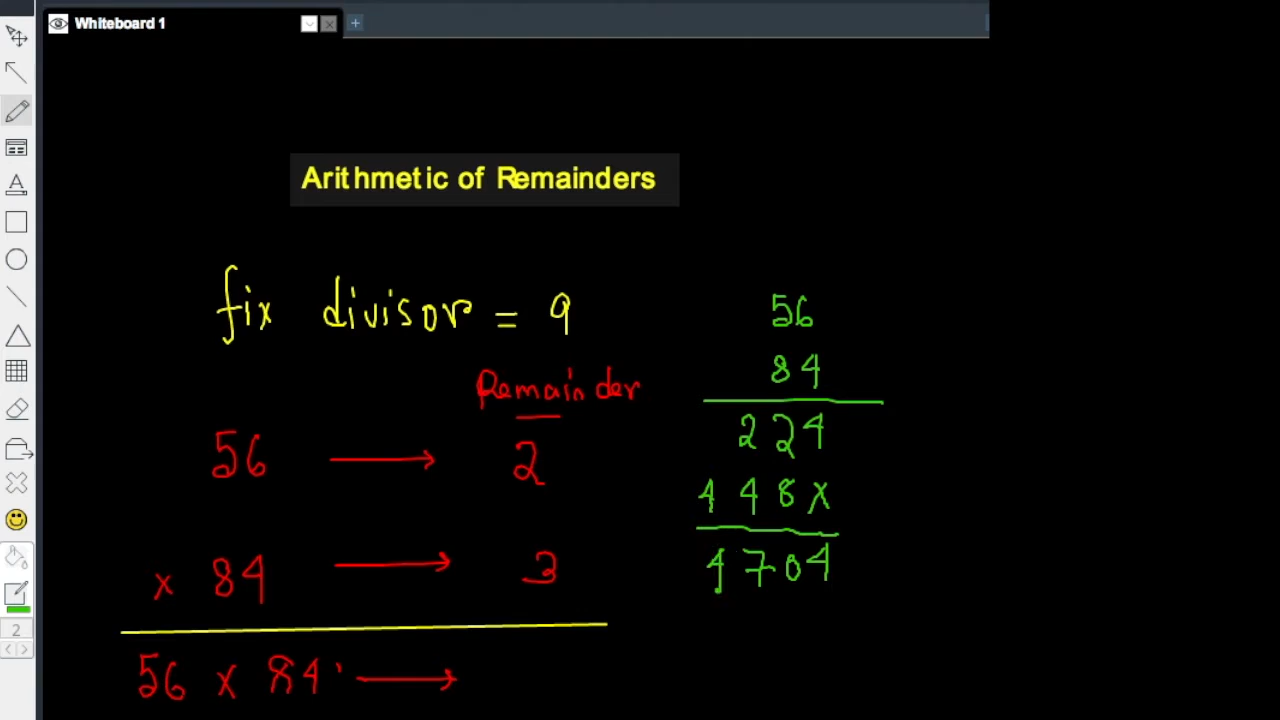 Whiteboard 1
Arithmetic of Remainders
fix divisor = 9
Remainder
56 → 2
x 84 → 3
56 x 84 →
56
84
224
448x
4704
2